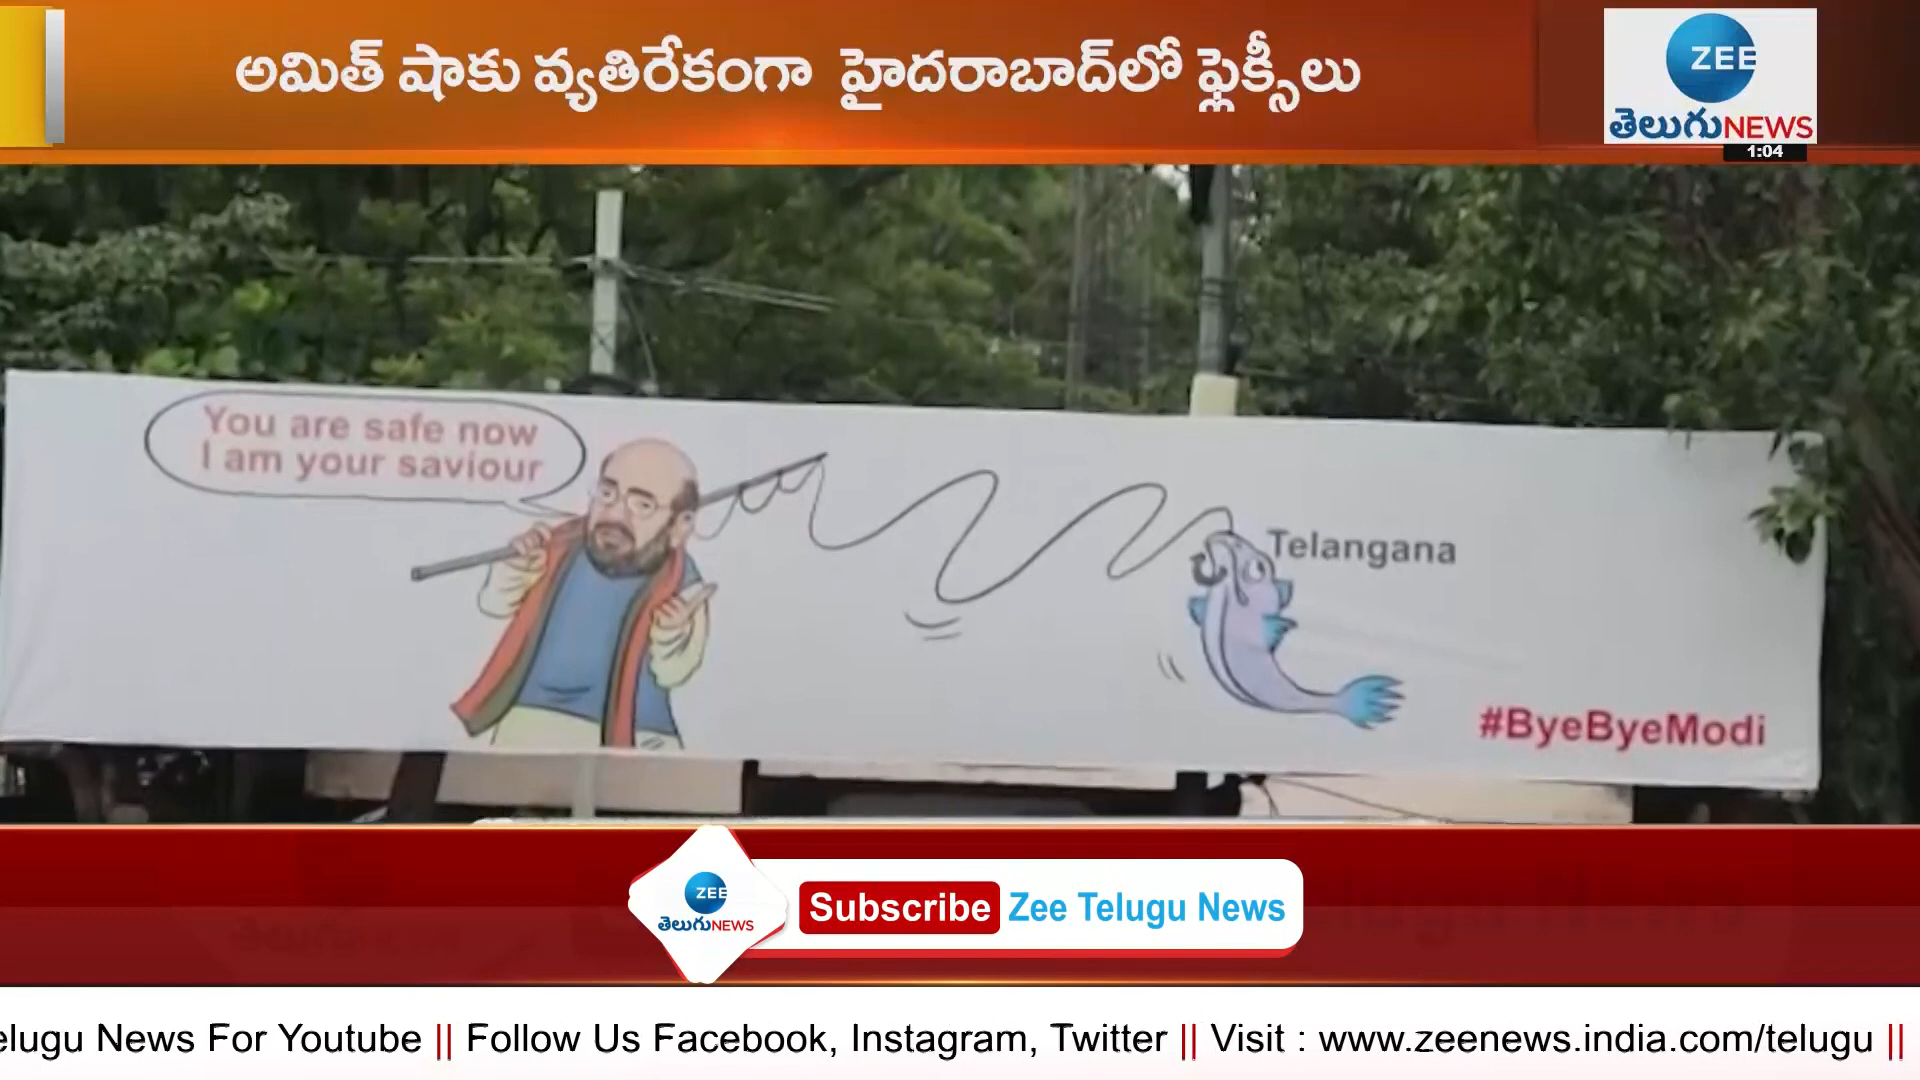 అమిత్ షాకు వ్యతిరేకంగా హైదరాబాద్‌లో ఫ్లెక్సీలు
ZEE
తెలుగుNEWS
1:04
You are safe now
I am your saviour
Telangana
#ByeByeModi
ZEE
తెలుగుNEWS
Subscribe Zee Telugu News
elugu News For Youtube || Follow Us Facebook, Instagram, Twitter || Visit : www.zeenews.india.com/telugu ||